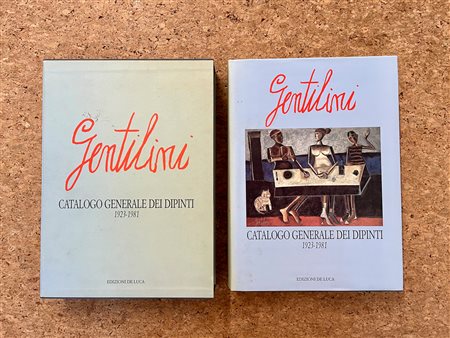 Gentilini
CATALOGO GENERALE DEI DIPINTI
1923-1981
EDIZIONI DE LUCA
Gentilini
CATALOGO GENERALE DEI DIPINTI
1923-1981
EDIZIONI DE LUCA